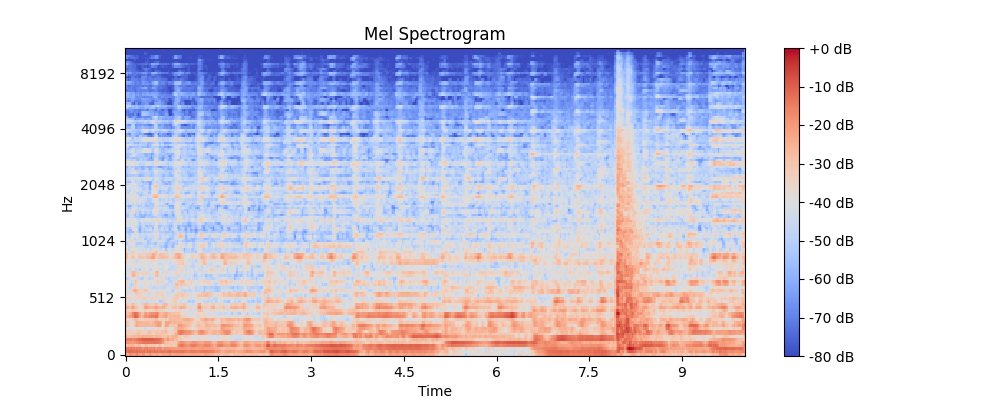 Mel Spectrogram
Hz
8192
4096
2048
1024
512
0
0 1.5 3 4.5 6 7.5 9
Time
+0 dB
-10 dB
-20 dB
-30 dB
-40 dB
-50 dB
-60 dB
-70 dB
-80 dB